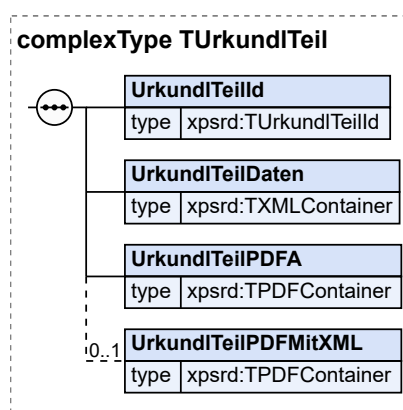 complexType TUrkundlTeil
UrkundlTeilId
type xpsrd:TUrkundlTeilId
UrkundlTeilDaten
type xpsrd:TXMLContainer
UrkundlTeilPDFA
type xpsrd:TPDFContainer
0..1 UrkundlTeilPDFMitXML
type xpsrd:TPDFContainer